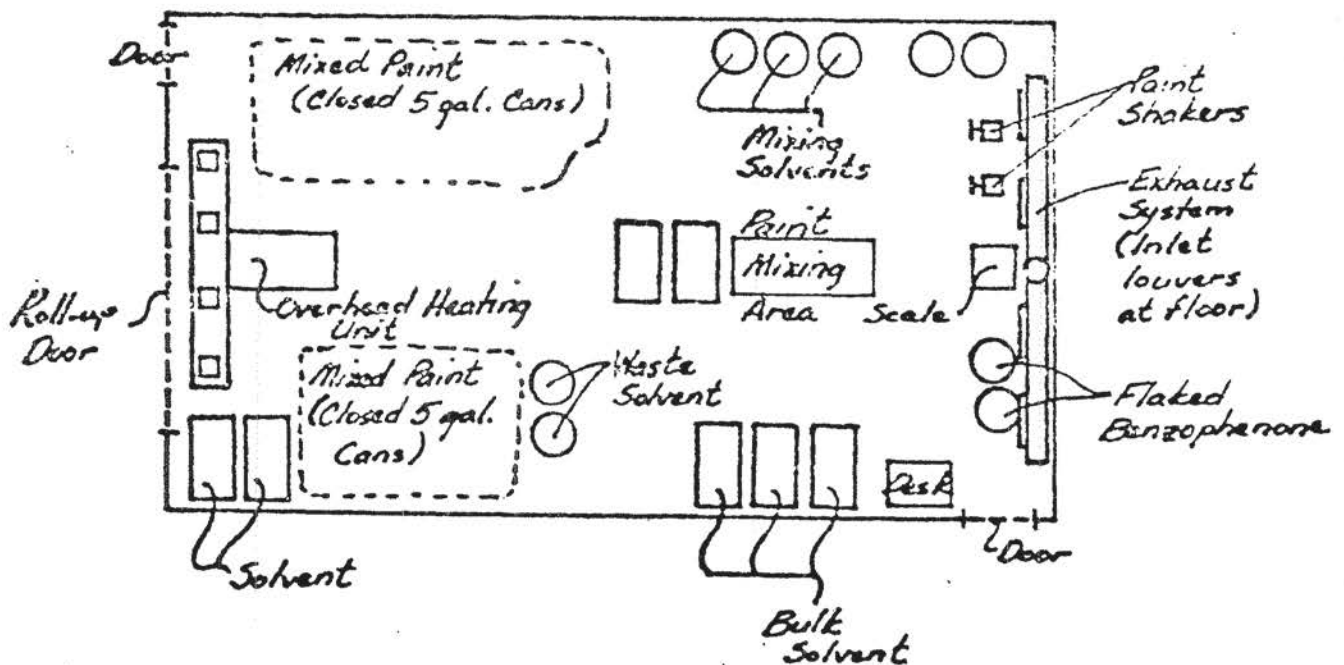 Door
Mixed Paint
(Closed 5 gal. Cans)
Mixing
Solvents
Paint
Shakers
Exhaust
System
(Inlet
louvers
at floor)
Paint
Mixing
Area
Scale
Roll-up
Door
Overhead Heating
Unit
Mixed Paint
(Closed 5 gal.
Cans)
Waste
Solvent
Flaked
Benzophenone
Desk
Door
Solvent
Bulk
Solvent